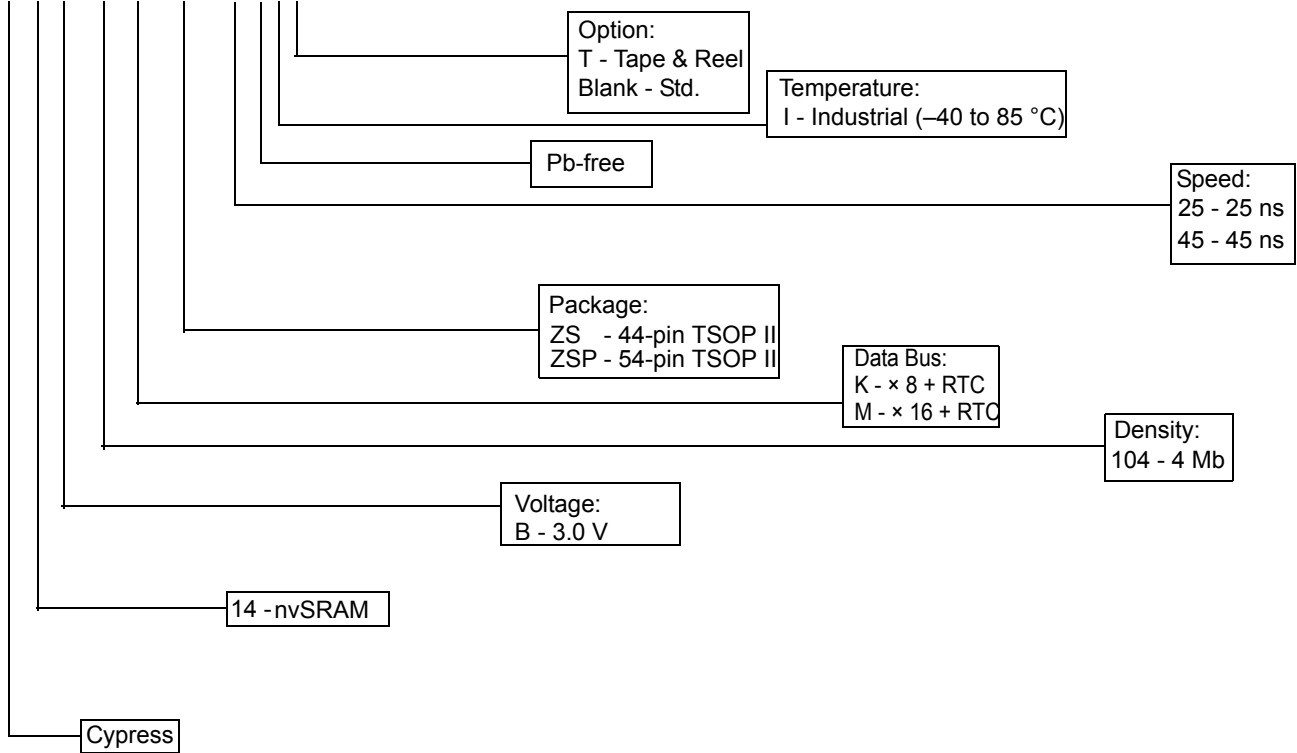 Option:
T - Tape & Reel
Blank - Std.
Temperature:
I - Industrial (–40 to 85 °C)
Pb-free
Speed:
25 - 25 ns
45 - 45 ns
Package:
ZS - 44-pin TSOP II
ZSP - 54-pin TSOP II
Data Bus:
K - × 8 + RTC
M - × 16 + RTC
Density:
104 - 4 Mb
Voltage:
B - 3.0 V
14 - nvSRAM
Cypress